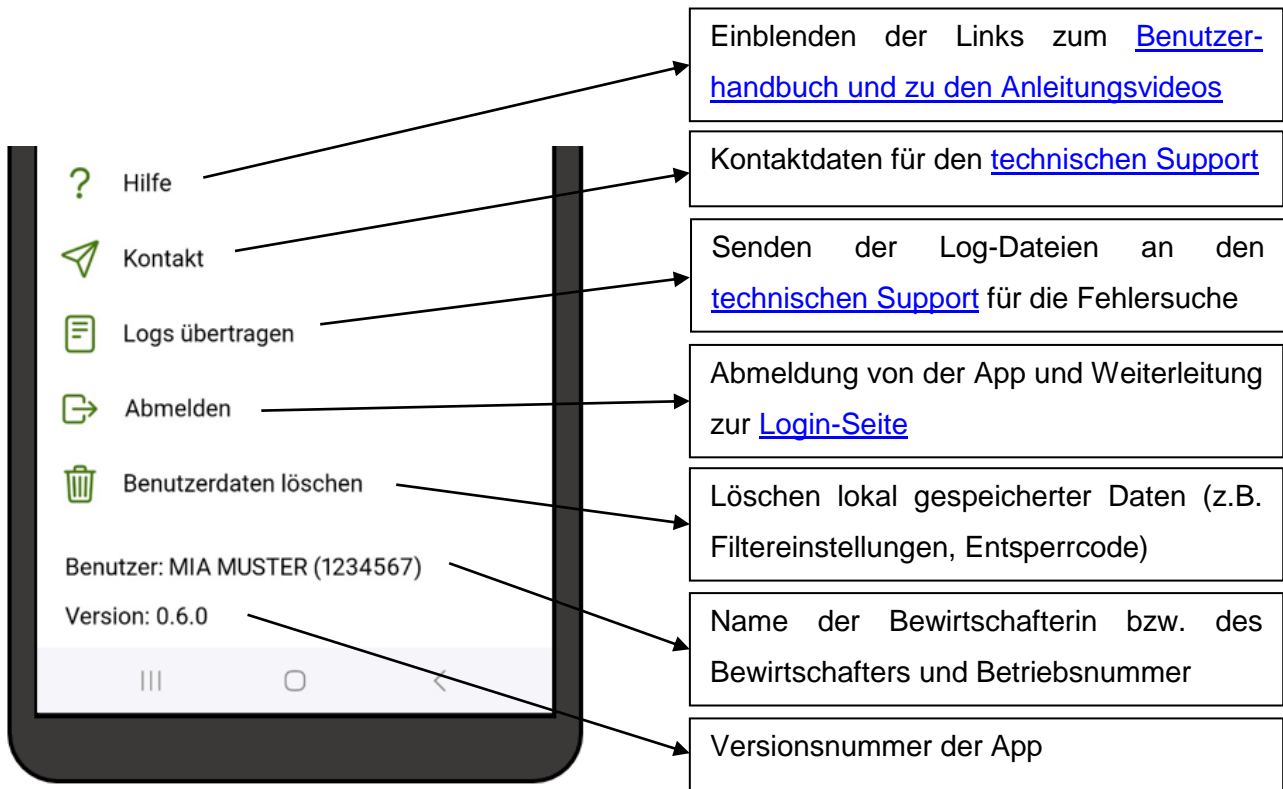 Einblenden der Links zum Benutzer-
handbuch und zu den Anleitungsvideos
Hilfe
Kontaktdaten für den technischen Support
Kontakt
Senden der Log-Dateien an den
technischen Support für die Fehlersuche
Logs übertragen
Abmeldung von der App und Weiterleitung
zur Login-Seite
Abmelden
Löschen lokal gespeicherter Daten (z.B.
Filtereinstellungen, Entsperrcode)
Benutzerdaten löschen
Name der Bewirtschafterin bzw. des
Bewirtschafters und Betriebsnummer
Benutzer: MIA MUSTER (1234567)
Versionsnummer der App
Version: 0.6.0